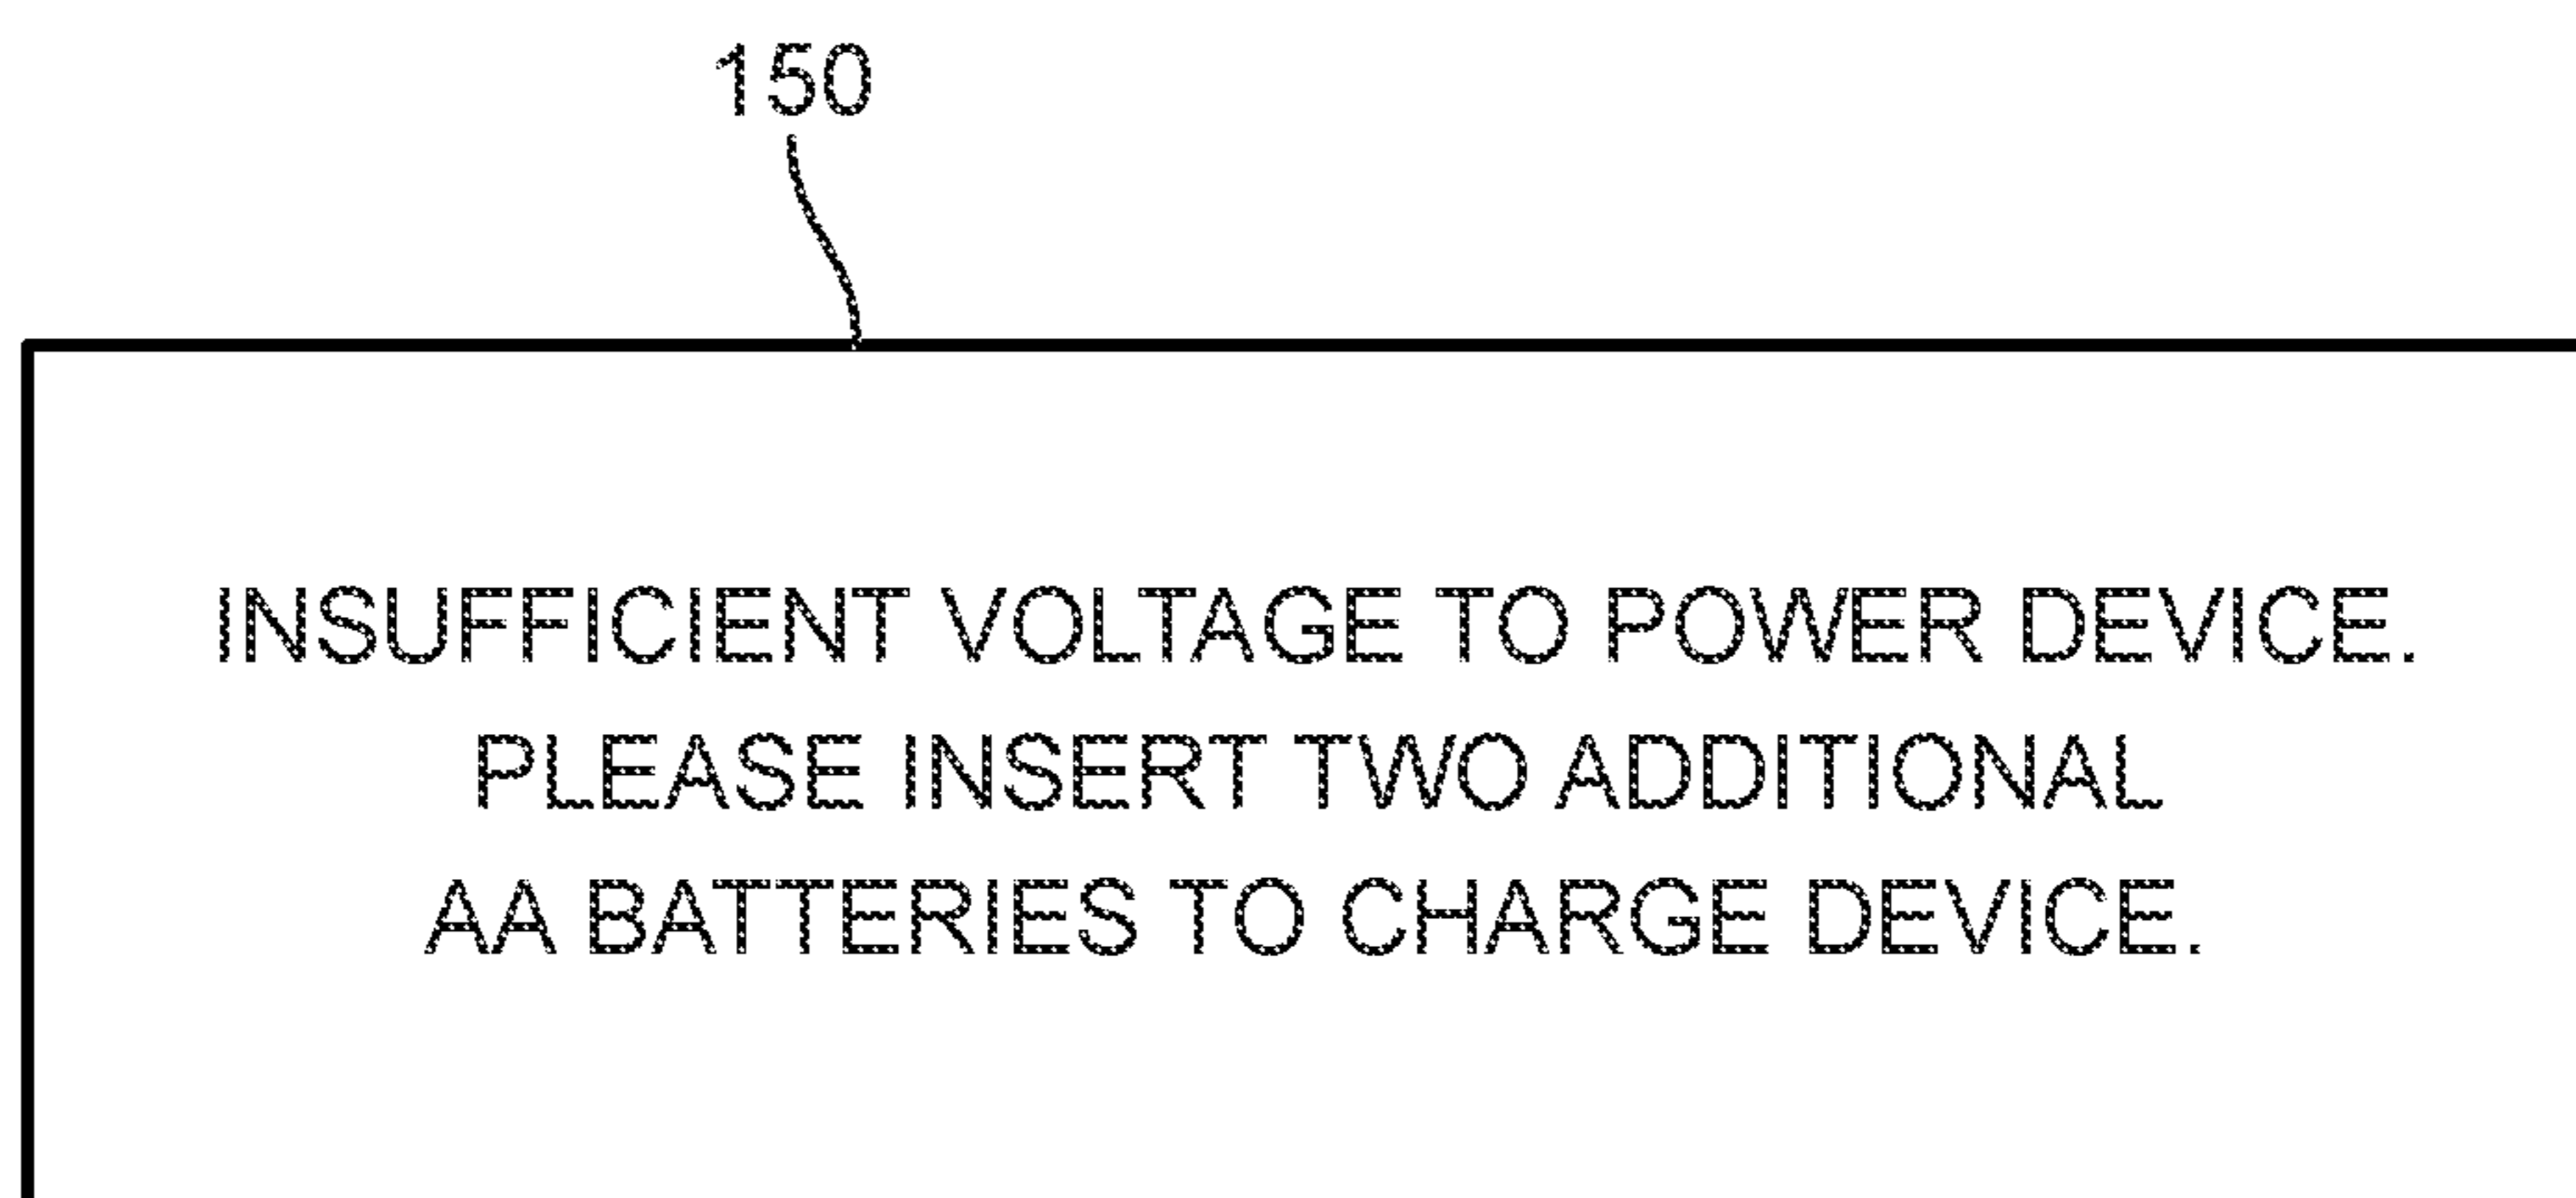 150
INSUFFICIENT VOLTAGE TO POWER DEVICE.
PLEASE INSERT TWO ADDITIONAL
AA BATTERIES TO CHARGE DEVICE.